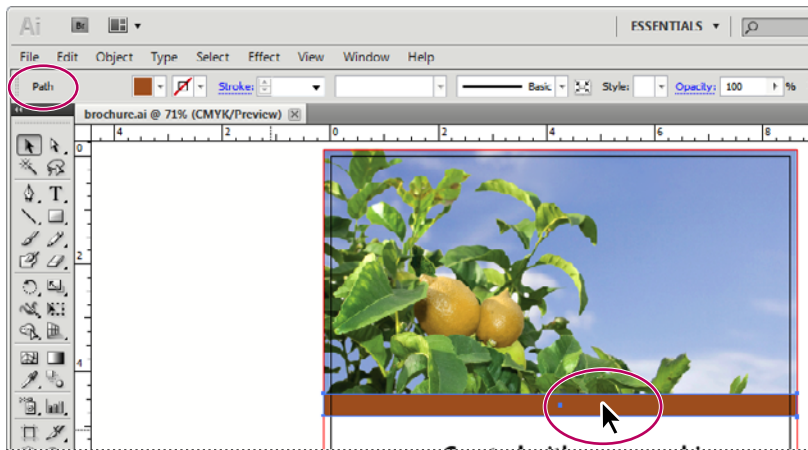 Ai Br ESSENTIALS
File Edit Object Type Select Effect View Window Help
Path Stroke: Basic Style: Opacity: 100 %
brochure.ai @ 71% (CMYK/Preview)
4 2 0 2 4 6 8
0
T
2
4